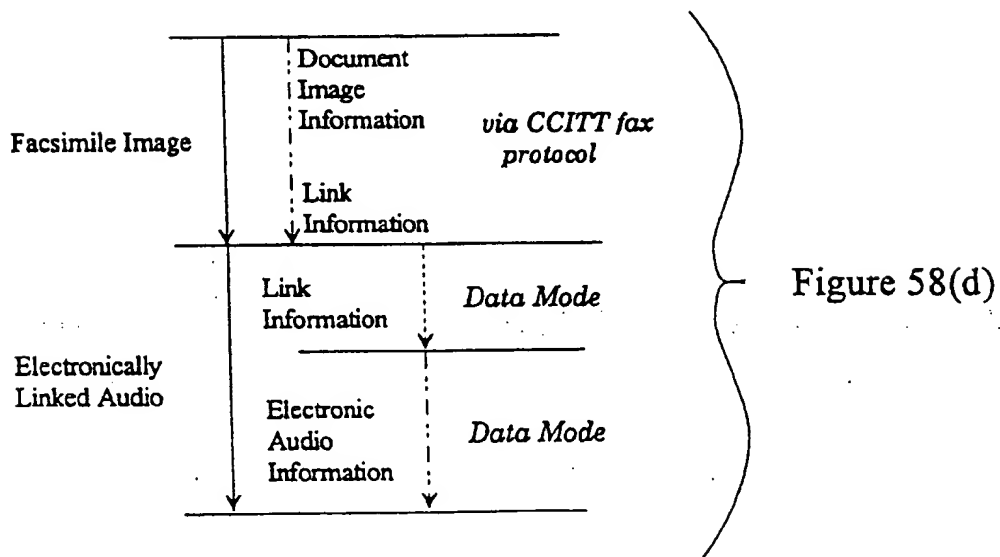 Document
Image
Information
via CCITT fax
protocol
Facsimile Image
Link
Information
Link
Information
Data Mode
Figure 58(d)
Electronically
Linked Audio
Electronic
Audio
Information
Data Mode